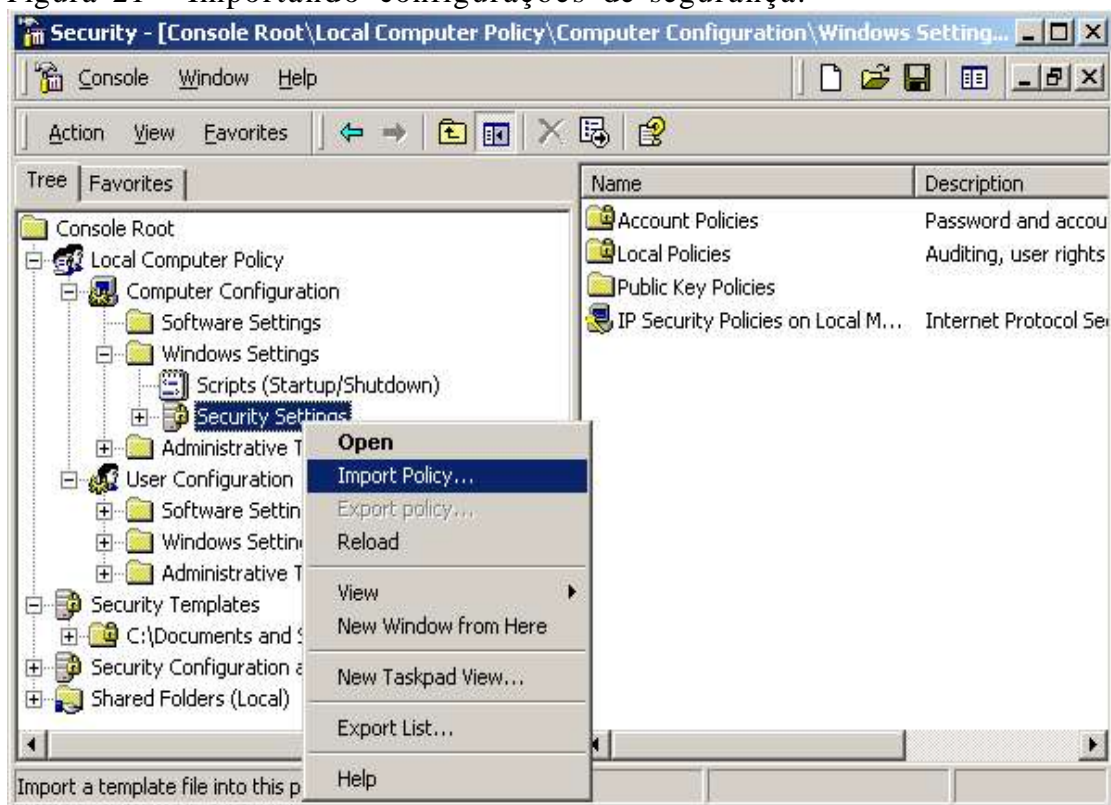 Figura 21 - Importando configurações de segurança.
Security - [Console Root\Local Computer Policy\Computer Configuration\Windows Setting...
Console Window Help
Action View Favorites
Tree Favorites
Name Description
Console Root
Local Computer Policy
Computer Configuration
Software Settings
Windows Settings
Scripts (Startup/Shutdown)
Security Settings
Administrative T
User Configuration
Software Settin
Windows Settin
Administrative T
Security Templates
C:\Documents and S
Security Configuration a
Shared Folders (Local)
Account Policies Password and accou
Local Policies Auditing, user rights
Public Key Policies
IP Security Policies on Local M... Internet Protocol Se
Open
Import Policy...
Export policy...
Reload
View
New Window from Here
New Taskpad View...
Export List...
Help
Import a template file into this p